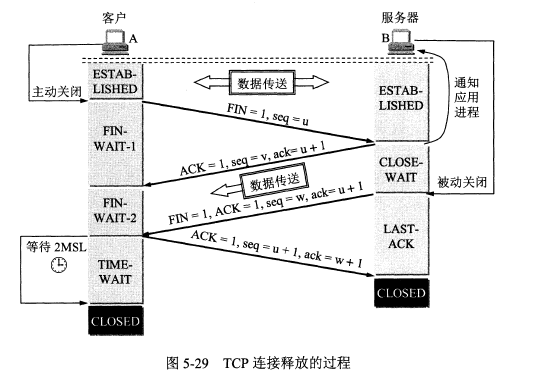 客户
服务器
A
B
ESTAB-
LISHED
数据传送
ESTAB-
LISHED
通知
应用
进程
主动关闭
FIN = 1, seq = u
FIN-
WAIT-1
ACK = 1, seq = v, ack= u + 1
CLOSE-
WAIT
数据传送
被动关闭
FIN-
WAIT-2
FIN = 1, ACK = 1, seq = w, ack= u + 1
LAST-
ACK
等待 2MSL
ACK = 1, seq = u + 1, ack = w + 1
TIME-
WAIT
CLOSED
CLOSED
图 5-29 TCP 连接释放的过程